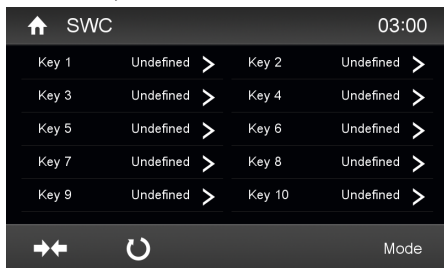 SWC 03:00
Key 1 Undefined Key 2 Undefined
Key 3 Undefined Key 4 Undefined
Key 5 Undefined Key 6 Undefined
Key 7 Undefined Key 8 Undefined
Key 9 Undefined Key 10 Undefined
Mode